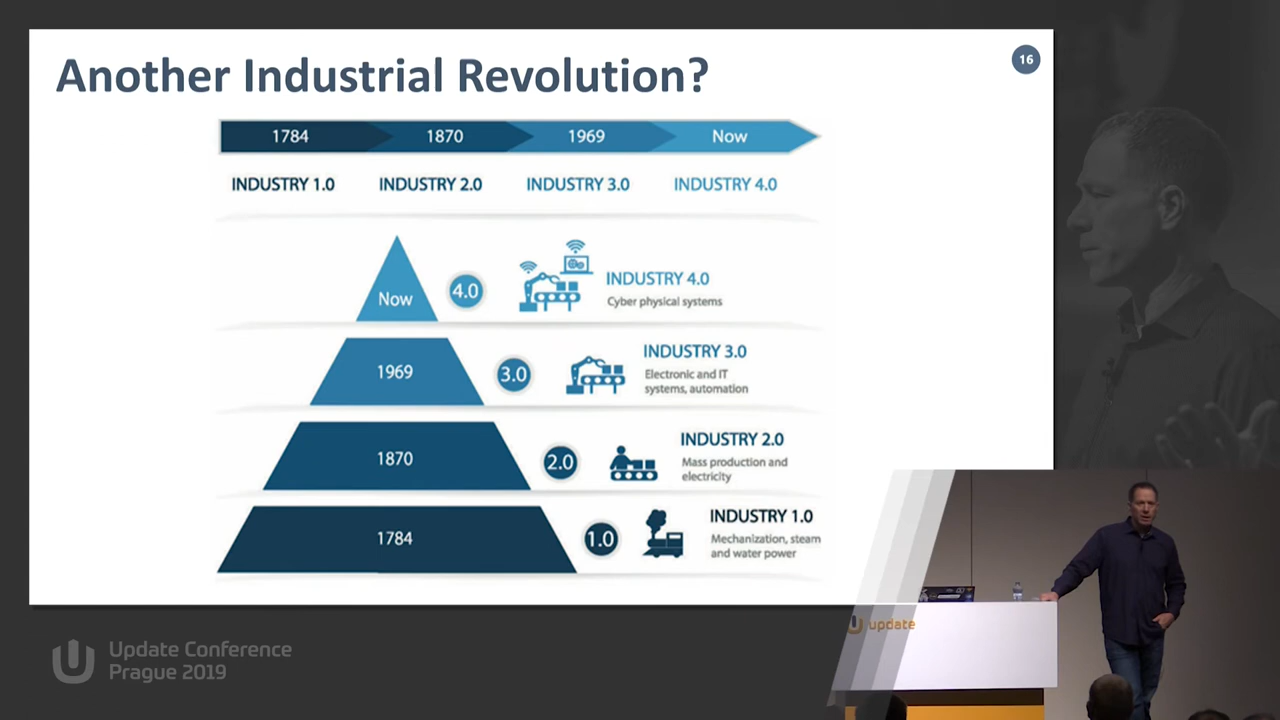 Another Industrial Revolution?
16
1784
1870
1969
Now
INDUSTRY 1.0
INDUSTRY 2.0
INDUSTRY 3.0
INDUSTRY 4.0
Now
4.0
INDUSTRY 4.0
Cyber physical systems
1969
3.0
INDUSTRY 3.0
Electronic and IT
systems, automation
1870
2.0
INDUSTRY 2.0
Mass production and
electricity
1784
1.0
INDUSTRY 1.0
Mechanization, steam
and water power
update
Update Conference
Prague 2019